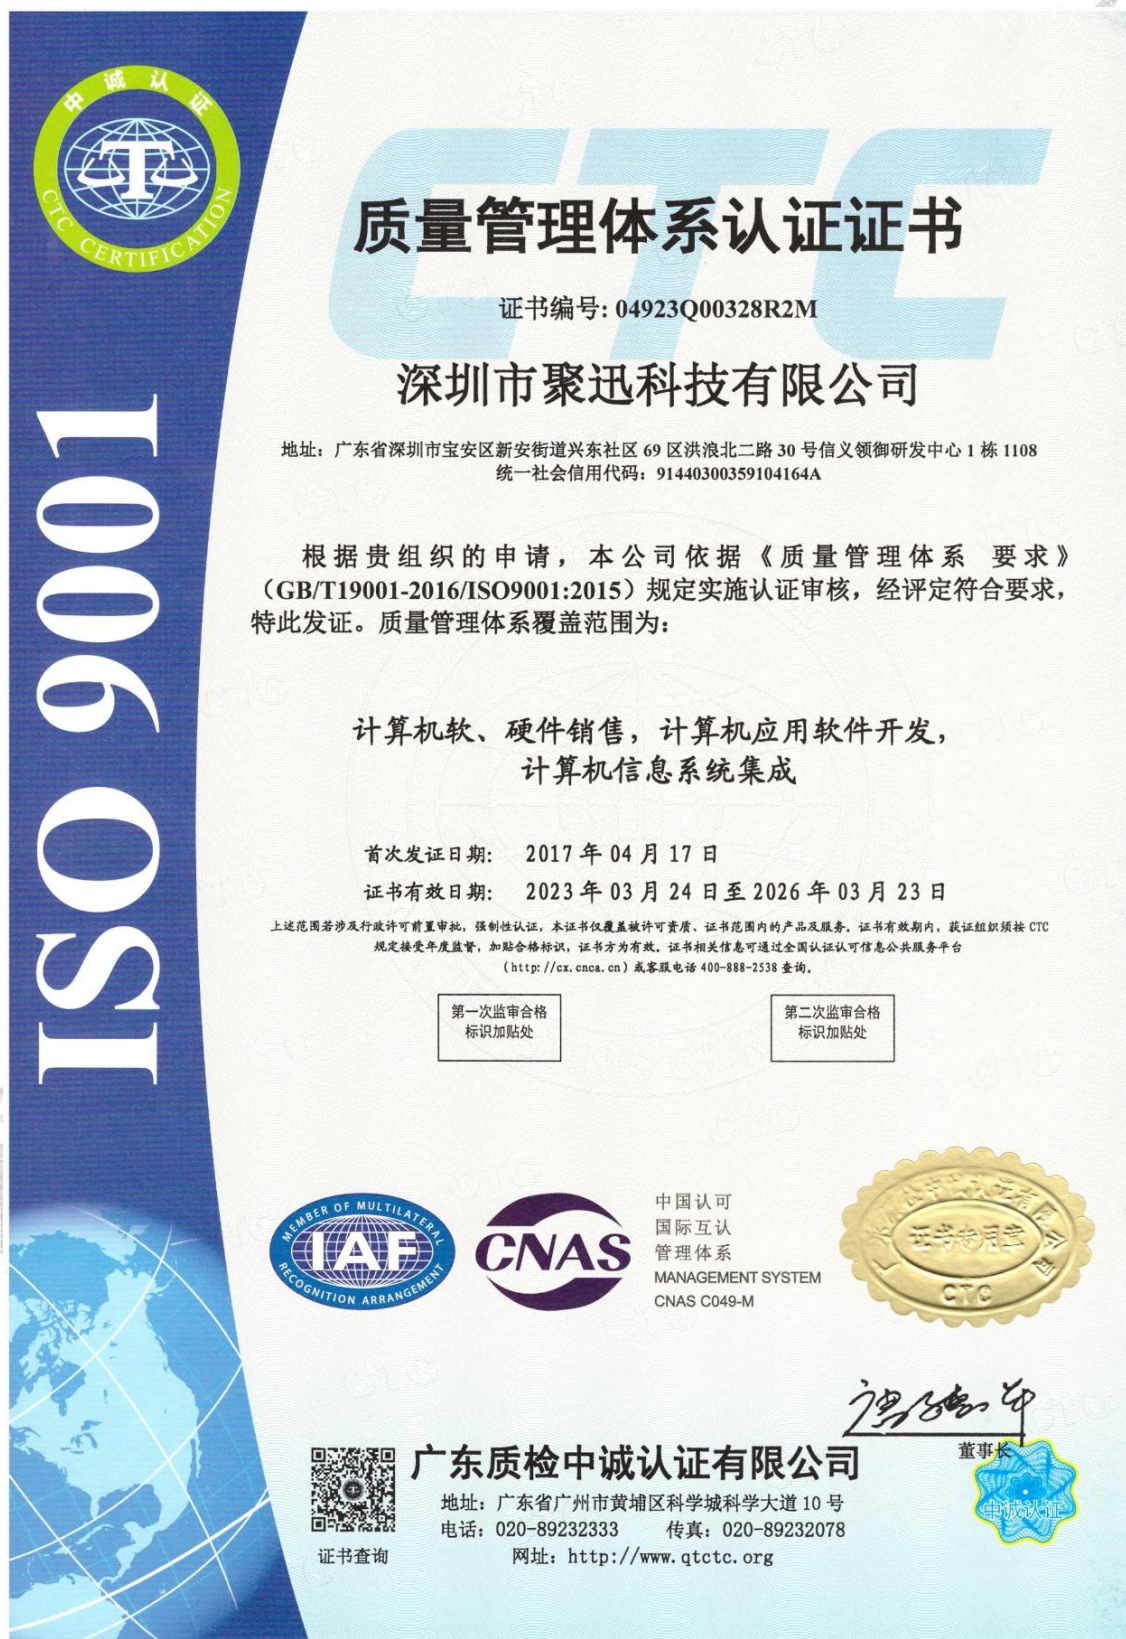 中诚认证
CTC CERTIFICATION
ISO 9001
CTC
质量管理体系认证证书
证书编号: 04923Q00328R2M
深圳市聚迅科技有限公司
地址：广东省深圳市宝安区新安街道兴东社区 69 区洪浪北二路 30 号信义领御研发中心 1 栋 1108
统一社会信用代码：91440300359104164A
根据贵组织的申请，本公司依据《质量管理体系 要求》
（GB/T19001-2016/ISO9001:2015）规定实施认证审核，经评定符合要求，
特此发证。质量管理体系覆盖范围为：
计算机软、硬件销售，计算机应用软件开发，
计算机信息系统集成
首次发证日期： 2017 年 04 月 17 日
证书有效日期： 2023 年 03 月 24 日至 2026 年 03 月 23 日
上述范围若涉及行政许可前置审批，强制性认证，本证书仅覆盖被许可资质、证书范围内的产品及服务。证书有效期内，获证组织须按 CTC
规定接受年度监督，加贴合格标识，证书方为有效。证书相关信息可通过全国认证认可信息公共服务平台
（http://cx.cnca.cn）或客服电话 400-888-2538 查询。
第一次监审合格
标识加贴处
第二次监审合格
标识加贴处
MEMBER OF MULTILATERAL
IAF
RECOGNITION ARRANGEMENT
CNAS
中国认可
国际互认
管理体系
MANAGEMENT SYSTEM
CNAS C049-M
证书专用章
CTC
董事长
中诚认证
广东质检中诚认证有限公司
地址：广东省广州市黄埔区科学城科学大道 10 号
电话：020-89232333 传真：020-89232078
网址：http://www.qtctc.org
证书查询